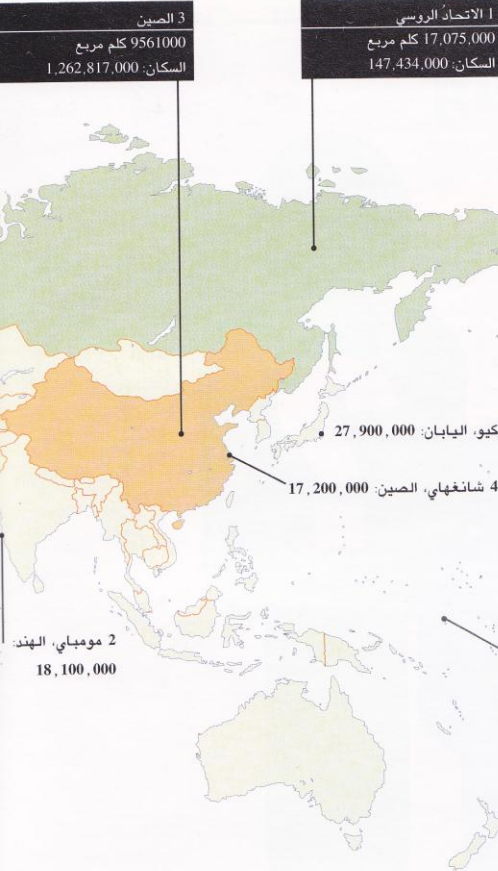 1 الاتحادُ الروسي
17,075,000 كلم مربع
السكان: 147,434,000
3 الصين
9561000 كلم مربع
السكان: 1,262,817,000
كيو، اليابان: 27,900,000
4 شانغهاي، الصين: 17,200,000
2 مومباي، الهند:
18,100,000